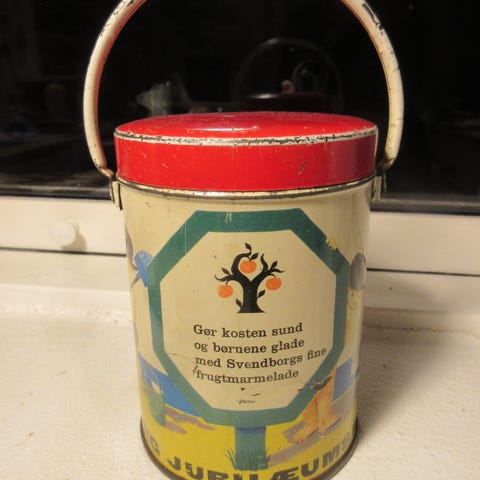 Gør kosten sund
og børnene glade
med Svendborgs fine
frugtmarmelade
G JUBILÆUMS